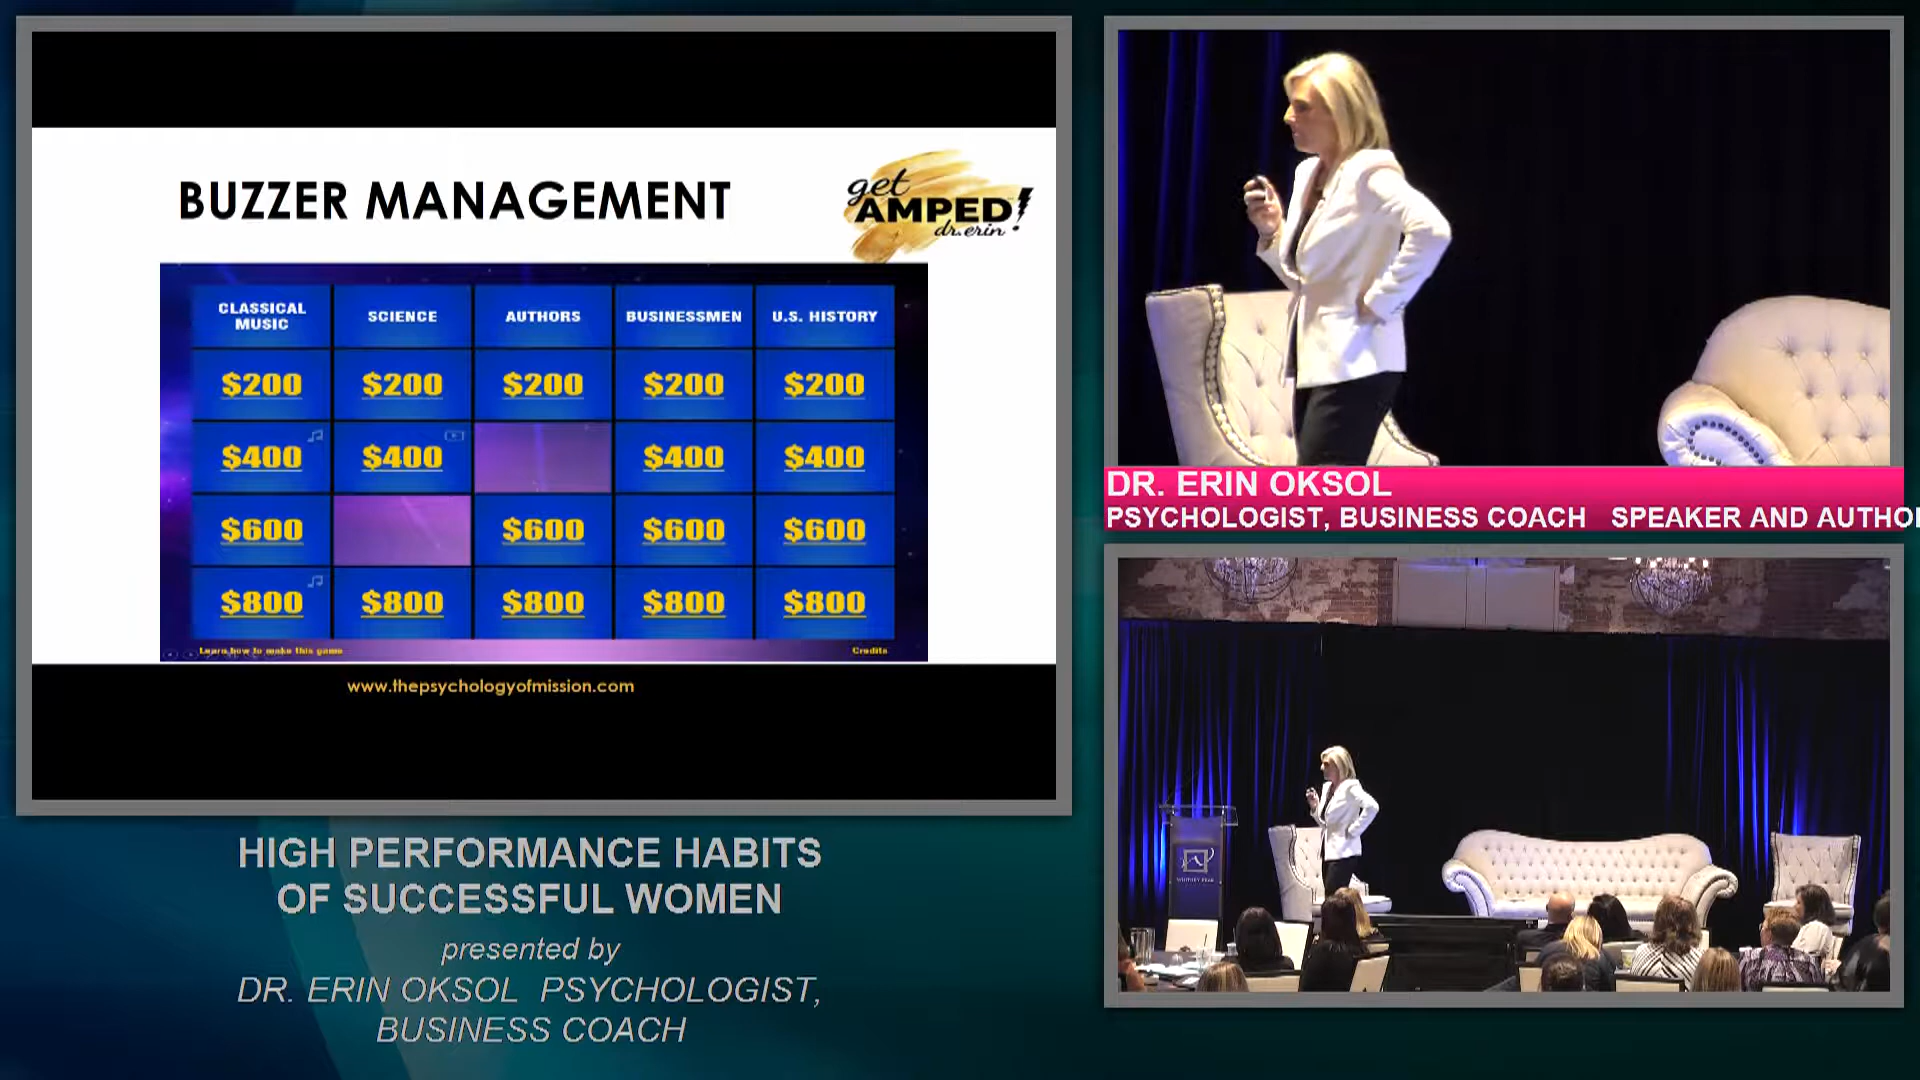 BUZZER MANAGEMENT
get
AMPED!
dr.erin
CLASSICAL
MUSIC
SCIENCE
AUTHORS
BUSINESSMEN
U.S. HISTORY
$200
$200
$200
$200
$200
$400
$400
$400
$400
$600
$600
$600
$600
$800
$800
$800
$800
$800
Learn how to make this game
Credits
www.thepsychologyofmission.com
DR. ERIN OKSOL
PSYCHOLOGIST, BUSINESS COACH SPEAKER AND AUTHO
HIGH PERFORMANCE HABITS
OF SUCCESSFUL WOMEN
presented by
DR. ERIN OKSOL PSYCHOLOGIST,
BUSINESS COACH